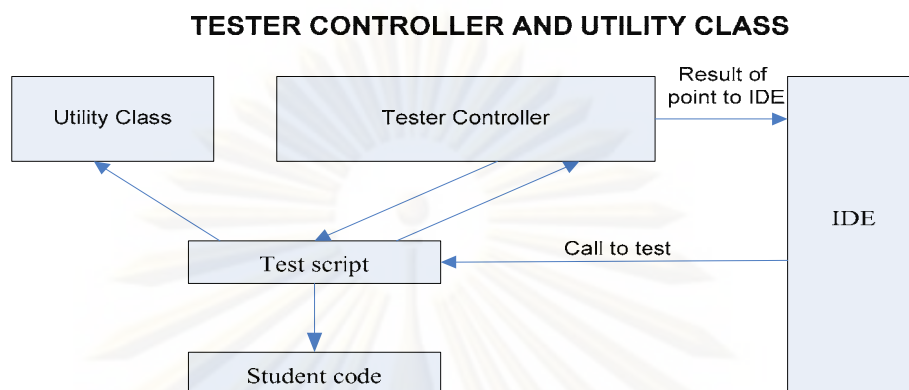 TESTER CONTROLLER AND UTILITY CLASS
Utility Class
Tester Controller
Result of
point to IDE
IDE
Test script
Call to test
Student code